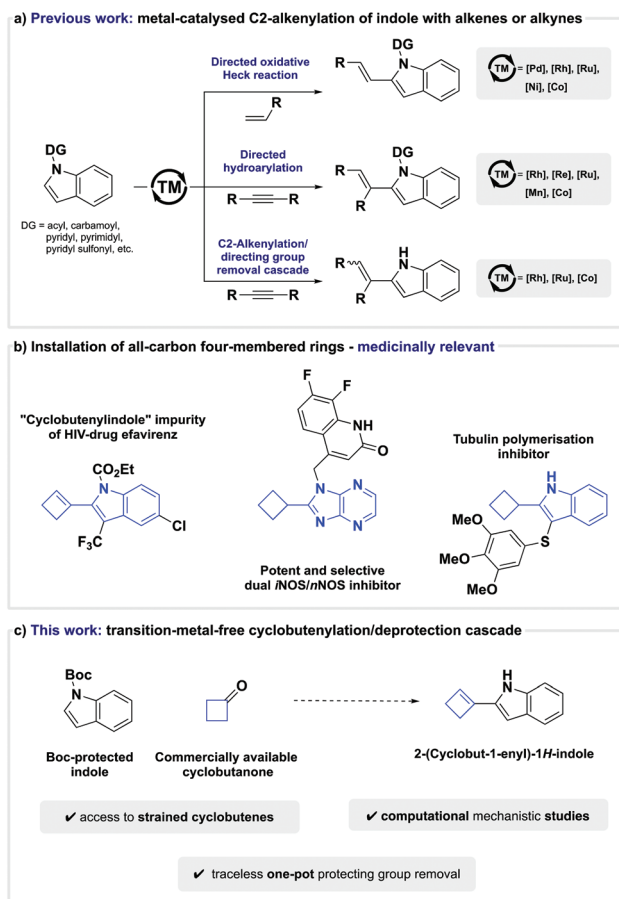 a) Previous work: metal-catalysed C2-alkenylation of indole with alkenes or alkynes
DG
N
DG = acyl, carbamoyl,
pyridyl, pyrimidyl,
pyridyl sulfonyl, etc.
TM
Directed oxidative
Heck reaction
R
DG
R
N
TM = [Pd], [Rh], [Ru],
[Ni], [Co]
Directed
hydroarylation
R R
DG
R
N
R
TM = [Rh], [Re], [Ru],
[Mn], [Co]
C2-Alkenylation/
directing group
removal cascade
R R
H
R
N
R
TM = [Rh], [Ru], [Co]
b) Installation of all-carbon four-membered rings - medicinally relevant
"Cyclobutenylindole" impurity
of HIV-drug efavirenz
CO2Et
N
F3C
Cl
F
F
NH
O
N
N
N
N
Potent and selective
dual iNOS/nNOS inhibitor
Tubulin polymerisation
inhibitor
H
N
MeO
S
MeO
MeO
c) This work: transition-metal-free cyclobutenylation/deprotection cascade
Boc
N
Boc-protected
indole
O
Commercially available
cyclobutanone
H
N
2-(Cyclobut-1-enyl)-1H-indole
✔ access to strained cyclobutenes
✔ computational mechanistic studies
✔ traceless one-pot protecting group removal